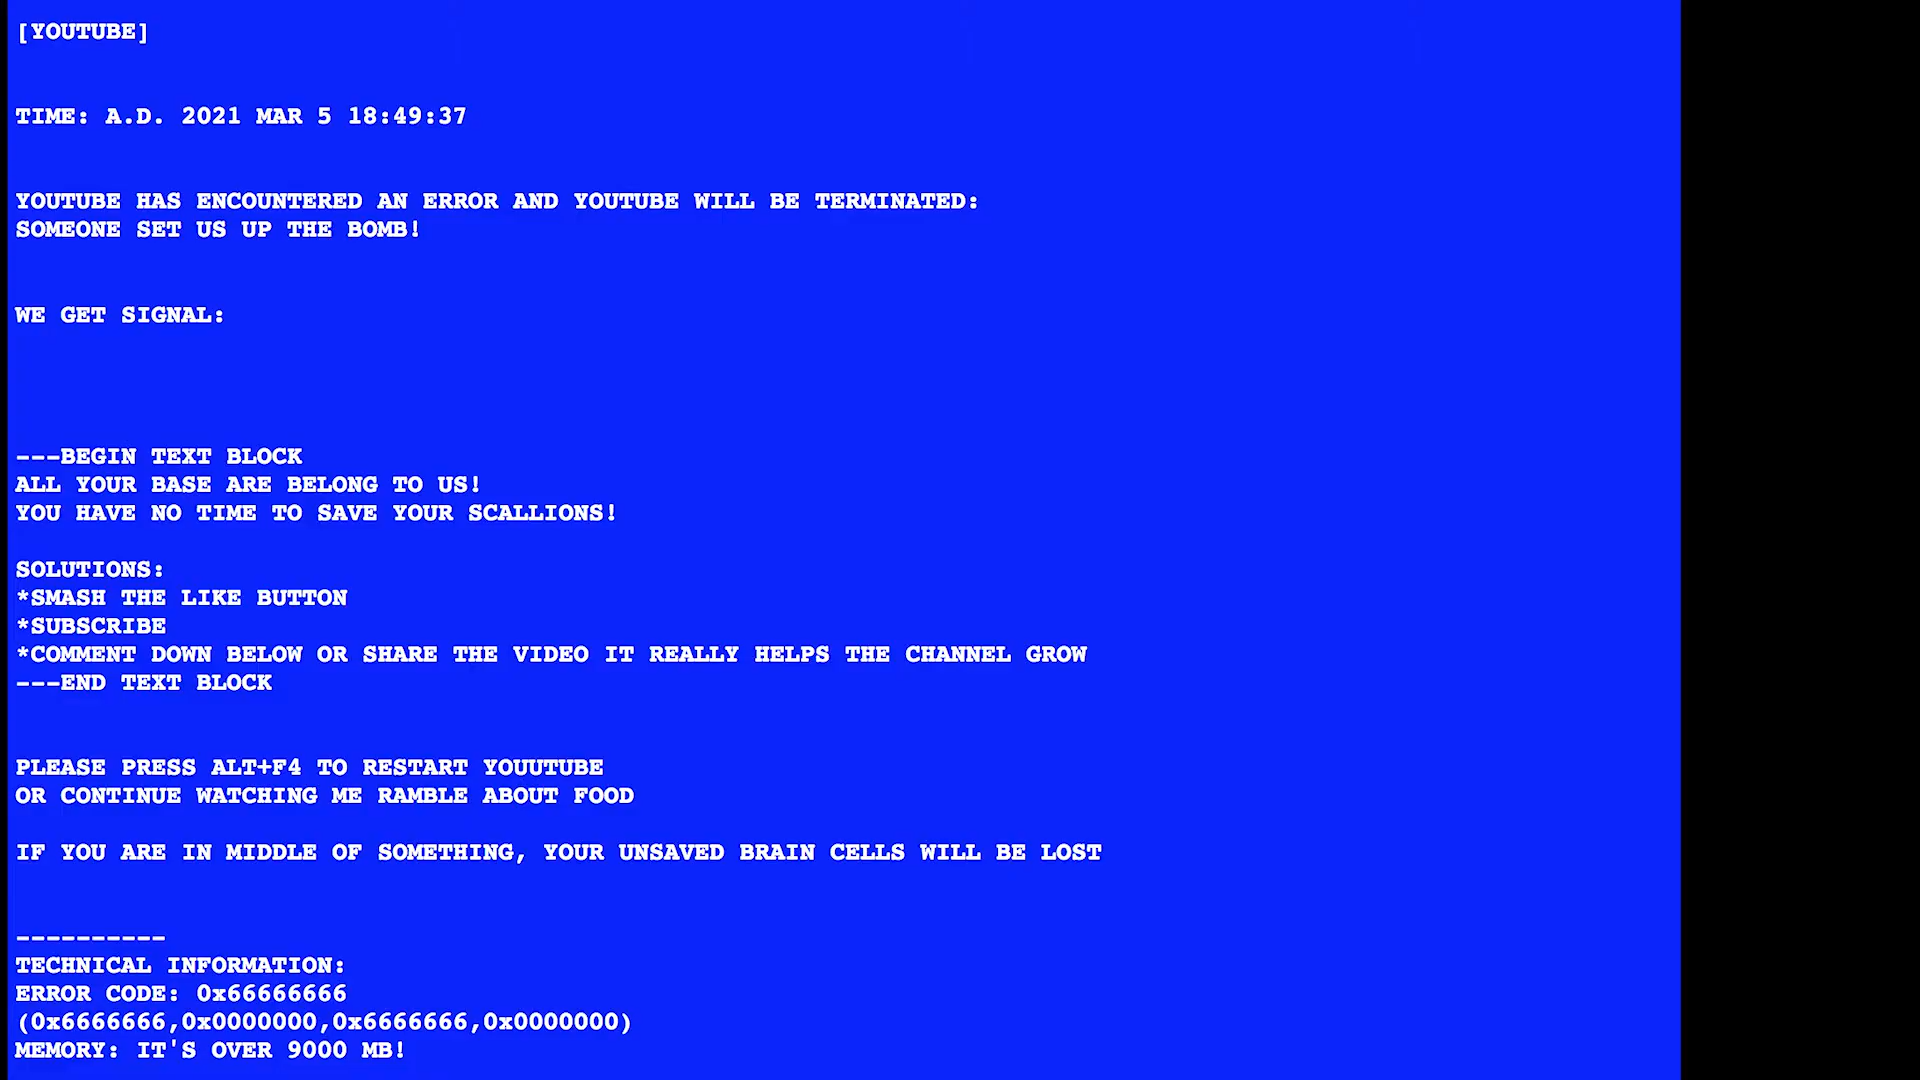 [YOUTUBE]
TIME: A.D. 2021 MAR 5 18:49:37
YOUTUBE HAS ENCOUNTERED AN ERROR AND YOUTUBE WILL BE TERMINATED:
SOMEONE SET US UP THE BOMB!
WE GET SIGNAL:
---BEGIN TEXT BLOCK
ALL YOUR BASE ARE BELONG TO US!
YOU HAVE NO TIME TO SAVE YOUR SCALLIONS!
SOLUTIONS:
*SMASH THE LIKE BUTTON
*SUBSCRIBE
*COMMENT DOWN BELOW OR SHARE THE VIDEO IT REALLY HELPS THE CHANNEL GROW
---END TEXT BLOCK
PLEASE PRESS ALT+F4 TO RESTART YOUUTUBE
OR CONTINUE WATCHING ME RAMBLE ABOUT FOOD
IF YOU ARE IN MIDDLE OF SOMETHING, YOUR UNSAVED BRAIN CELLS WILL BE LOST
----------
TECHNICAL INFORMATION:
ERROR CODE: 0x66666666
(0x6666666,0x0000000,0x6666666,0x0000000)
MEMORY: IT'S OVER 9000 MB!